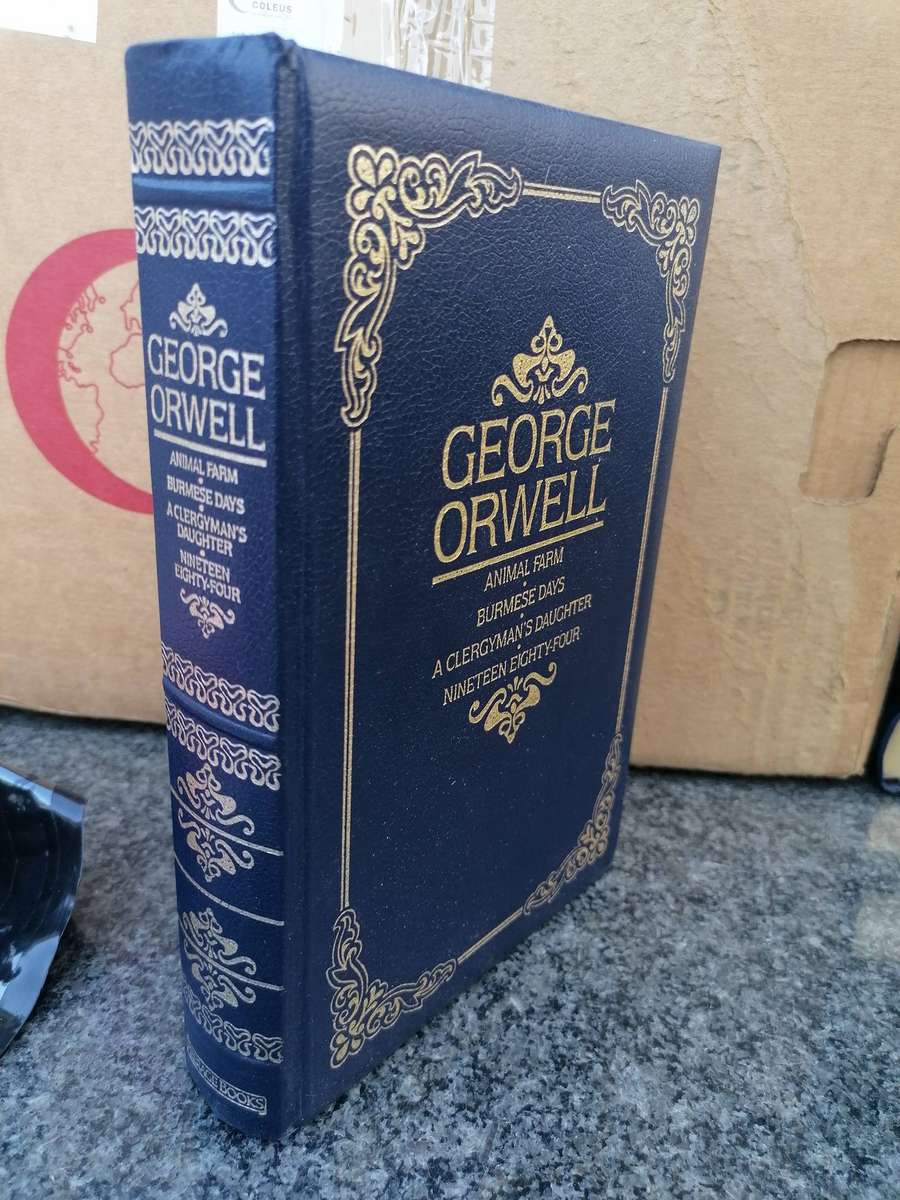 COLEUS
GEORGE
ORWELL
ANIMAL FARM
•
BURMESE DAYS
•
A CLERGYMAN'S
DAUGHTER
•
NINETEEN
EIGHTY-FOUR
BOOKS
GEORGE
ORWELL
ANIMAL FARM
•
BURMESE DAYS
•
A CLERGYMAN'S DAUGHTER
•
NINETEEN EIGHTY-FOUR